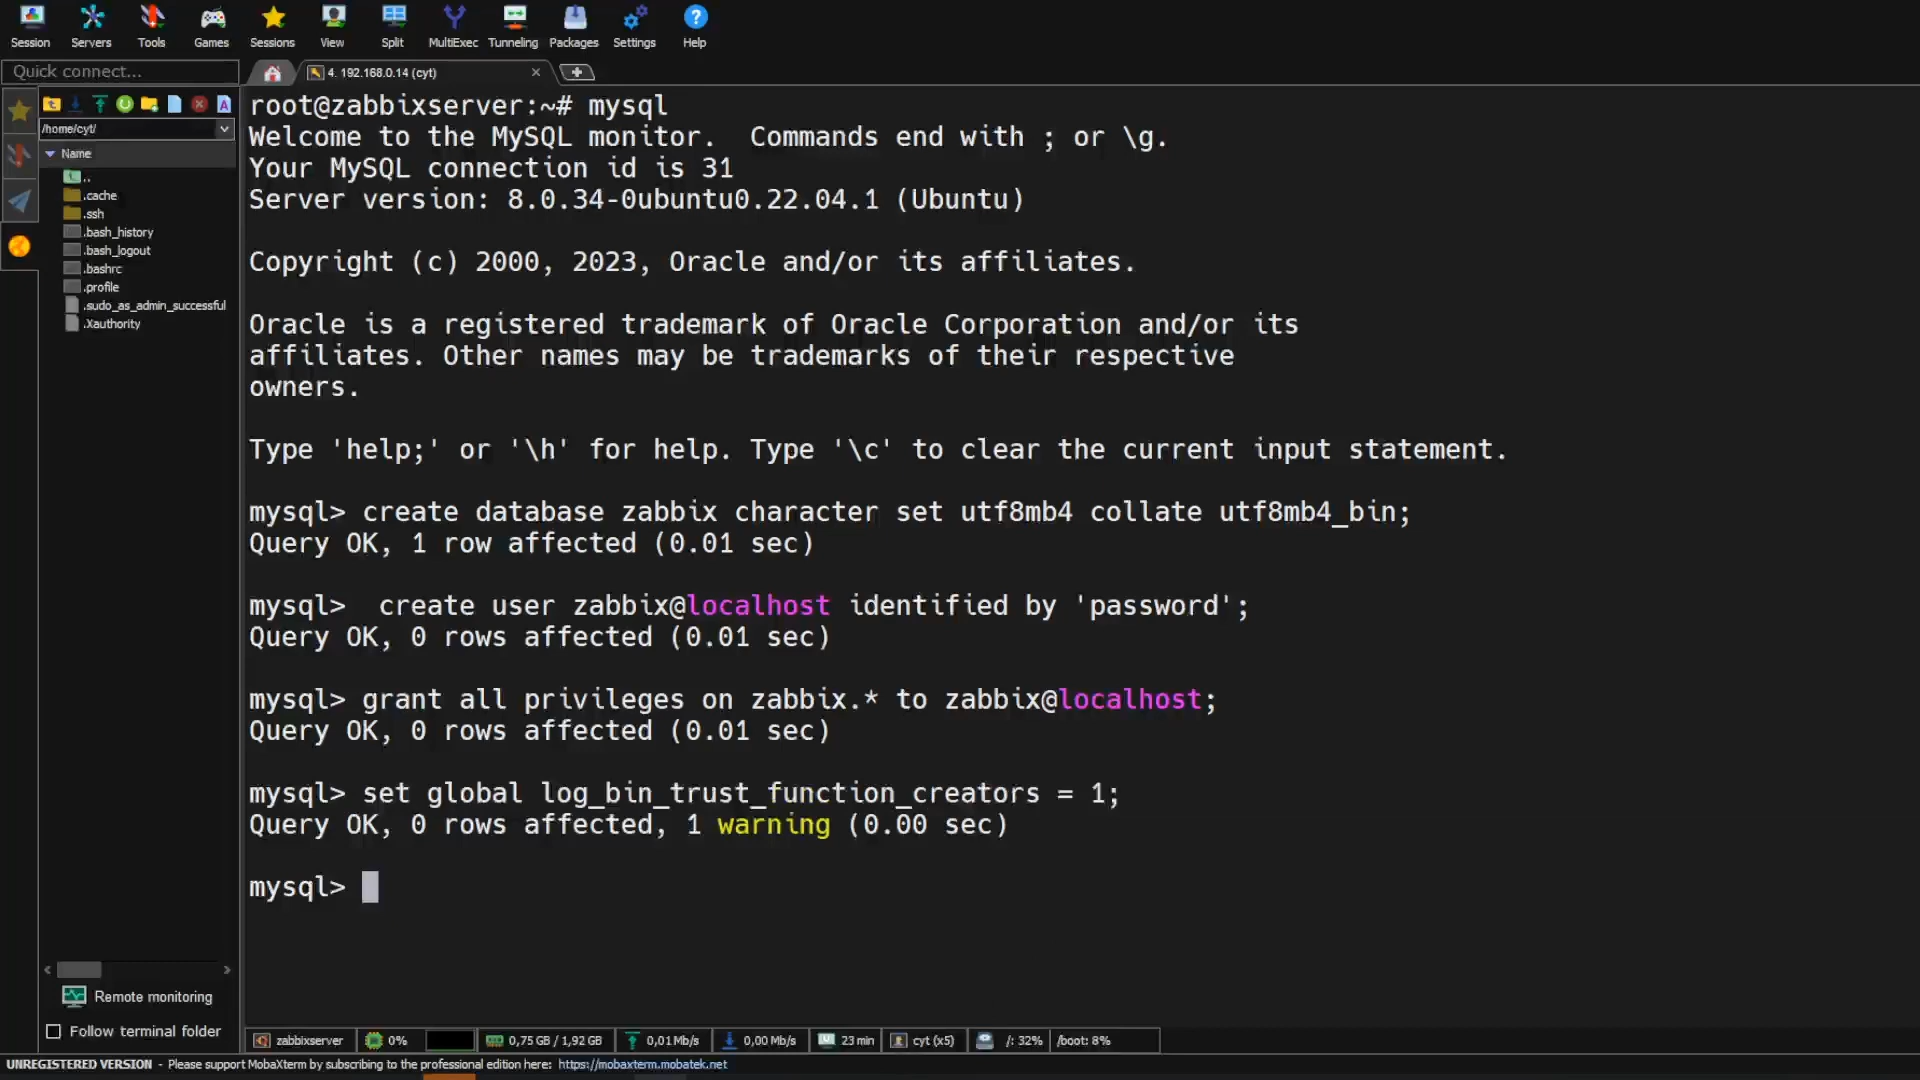 Session Servers Tools Games Sessions View Split MultiExec Tunneling Packages Settings Help
Quick connect...
4. 192.168.0.14 (cyt)
/home/cyt/
Name
..
.cache
.ssh
.bash_history
.bash_logout
.bashrc
.profile
.sudo_as_admin_successful
.Xauthority
root@zabbixserver:~# mysql
Welcome to the MySQL monitor.  Commands end with ; or \g.
Your MySQL connection id is 31
Server version: 8.0.34-0ubuntu0.22.04.1 (Ubuntu)
Copyright (c) 2000, 2023, Oracle and/or its affiliates.
Oracle is a registered trademark of Oracle Corporation and/or its
affiliates. Other names may be trademarks of their respective
owners.
Type 'help;' or '\h' for help. Type '\c' to clear the current input statement.
mysql> create database zabbix character set utf8mb4 collate utf8mb4_bin;
Query OK, 1 row affected (0.01 sec)
mysql>  create user zabbix@localhost identified by 'password';
Query OK, 0 rows affected (0.01 sec)
mysql> grant all privileges on zabbix.* to zabbix@localhost;
Query OK, 0 rows affected (0.01 sec)
mysql> set global log_bin_trust_function_creators = 1;
Query OK, 0 rows affected, 1 warning (0.00 sec)
mysql>
Remote monitoring
Follow terminal folder
zabbixserver 0% 0,75 GB / 1,92 GB 0,01 Mb/s 0,00 Mb/s 23 min cyt (x5) /: 32% /boot: 8%
UNREGISTERED VERSION - Please support MobaXterm by subscribing to the professional edition here: https://mobaxterm.mobatek.net